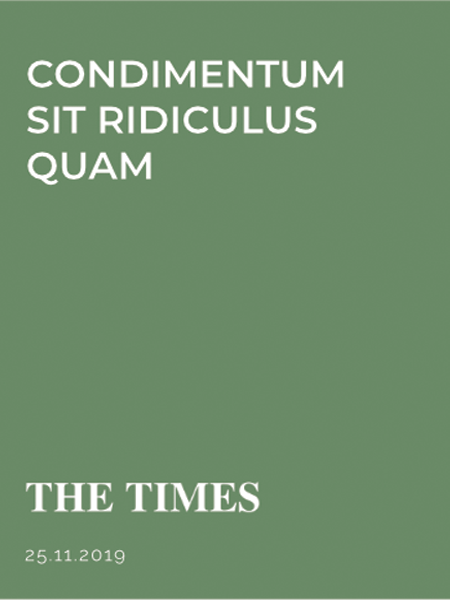 CONDIMENTUM
SIT RIDICULUS
QUAM
THE TIMES
25.11.2019